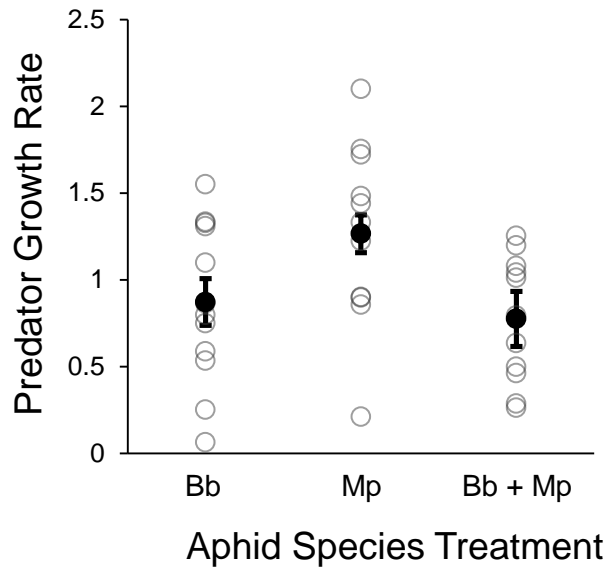 2.5
2
1.5
1
0.5
0
Predator Growth Rate
Bb Mp Bb + Mp
Aphid Species Treatment